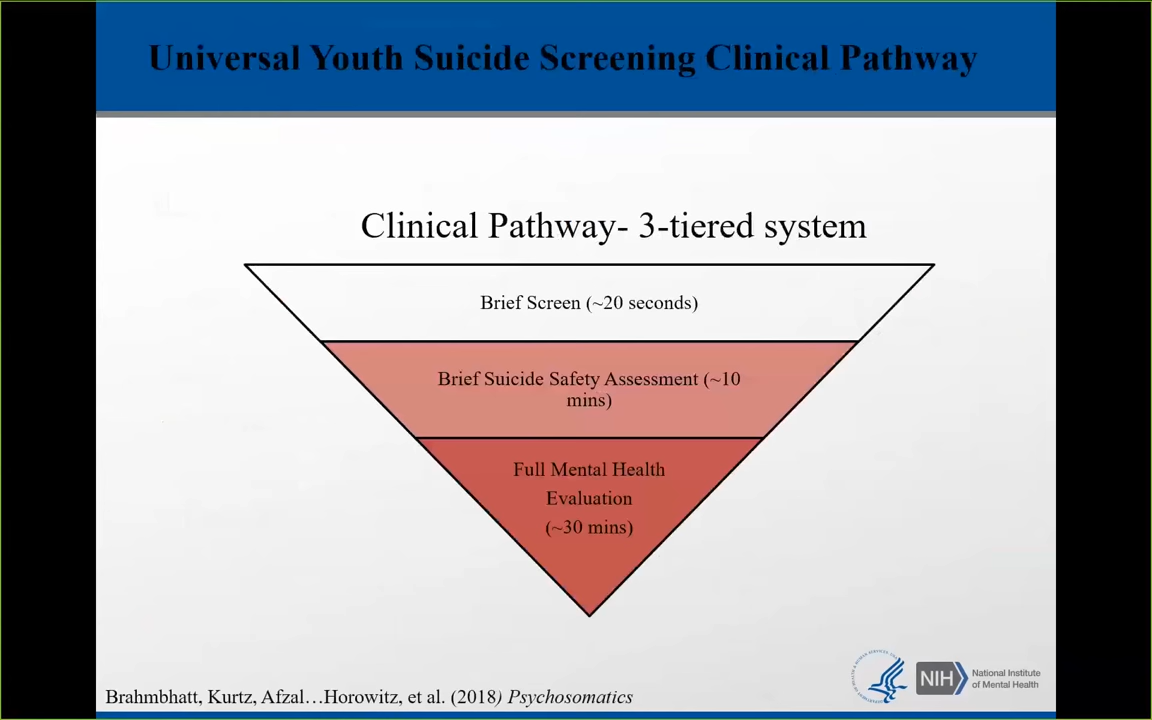 Universal Youth Suicide Screening Clinical Pathway
Clinical Pathway- 3-tiered system
Brief Screen (~20 seconds)
Brief Suicide Safety Assessment (~10
mins)
Full Mental Health
Evaluation
(~30 mins)
Brahmbhatt, Kurtz, Afzal…Horowitz, et al. (2018) Psychosomatics
NIH
National Institute
of Mental Health